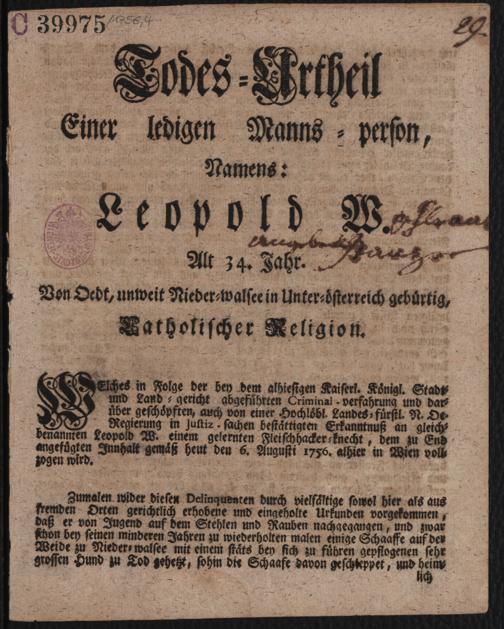 C 39975 1756,4
29.
Todes-Urtheil
Einer ledigen Manns-person,
Namens:
Leopold W.
Alt 34. Jahr.
Von Oedt, unweit Nieder-walsee in Unter-österreich gebürtig,
Catholischer Religion.
WElches in Folge der bey dem alhiesigen Kaiserl. Königl. Stadt-
und Land-gericht abgeführten Criminal-verfahrung und dar-
über geschöpften, auch von einer Hochlöbl. Landes-fürstl. N. Oe.
Regierung in Justiz-sachen bestättigten Erkanntnuß an gleich-
benannten Leopold W. einem gelernten Fleischhacker-knecht, dem zu End
angefügten Innhalt gemäß heut den 6. Augusti 1756. alhier in Wien voll-
zogen wird.
Zumalen wider diesen Delinquenten durch vielfältige sowol hier als aus
fremden Orten gerichtlich erhobene und eingeholte Urkunden vorgekommen,
daß er von Jugend auf dem Stehlen und Rauben nachgegangen, und zwar
schon bey seinen minderen Jahren zu wiederholten malen einige Schaaffe auf der
Weide zu Nieder-walsee mit einem stäts bey sich zu führen gepflogenen sehr
grossen Hund zu Tod gehetzt, sohin die Schaafe davon geschleppet, und heim-
lich